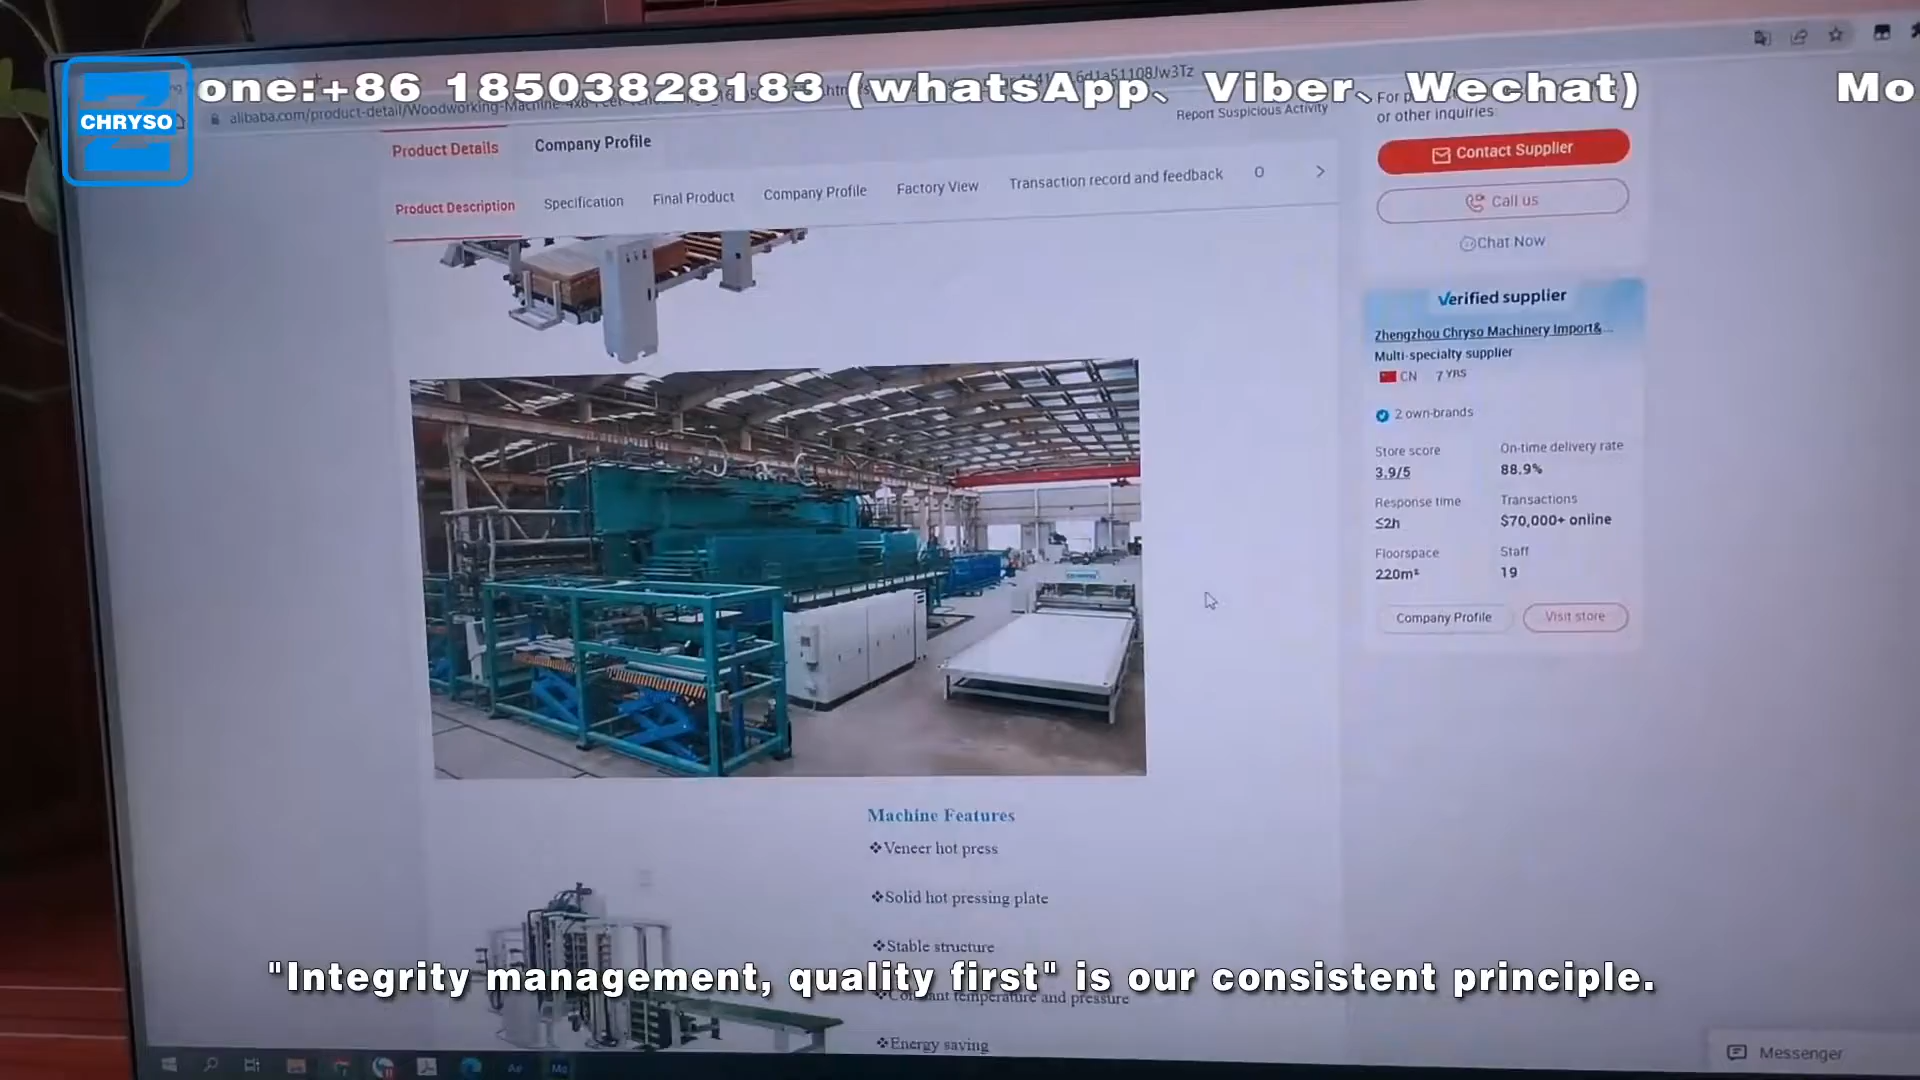 CHRYSO
one:+86 18503828183 (whatsApp、Viber、Wechat)
Mo
alibaba.com/product-detail/Woodworking-Machine-4x8-
Report Suspicious Activity
or other inquiries
Contact Supplier
Call us
Chat Now
Product Details
Company Profile
Product Description
Specification
Final Product
Company Profile
Factory View
Transaction record and feedback
Verified supplier
Zhengzhou Chryso Machinery Import&...
Multi-specialty supplier
CN 7 YRS
2 own-brands
Store score
3.9/5
On-time delivery rate
88.9%
Response time
≤2h
Transactions
$70,000+ online
Floorspace
220m²
Staff
19
Company Profile
Visit store
Machine Features
❖Veneer hot press
❖Solid hot pressing plate
❖Stable structure
"Integrity management, quality first" is our consistent principle.
❖Constant temperature and pressure
❖Energy saving
Messenger